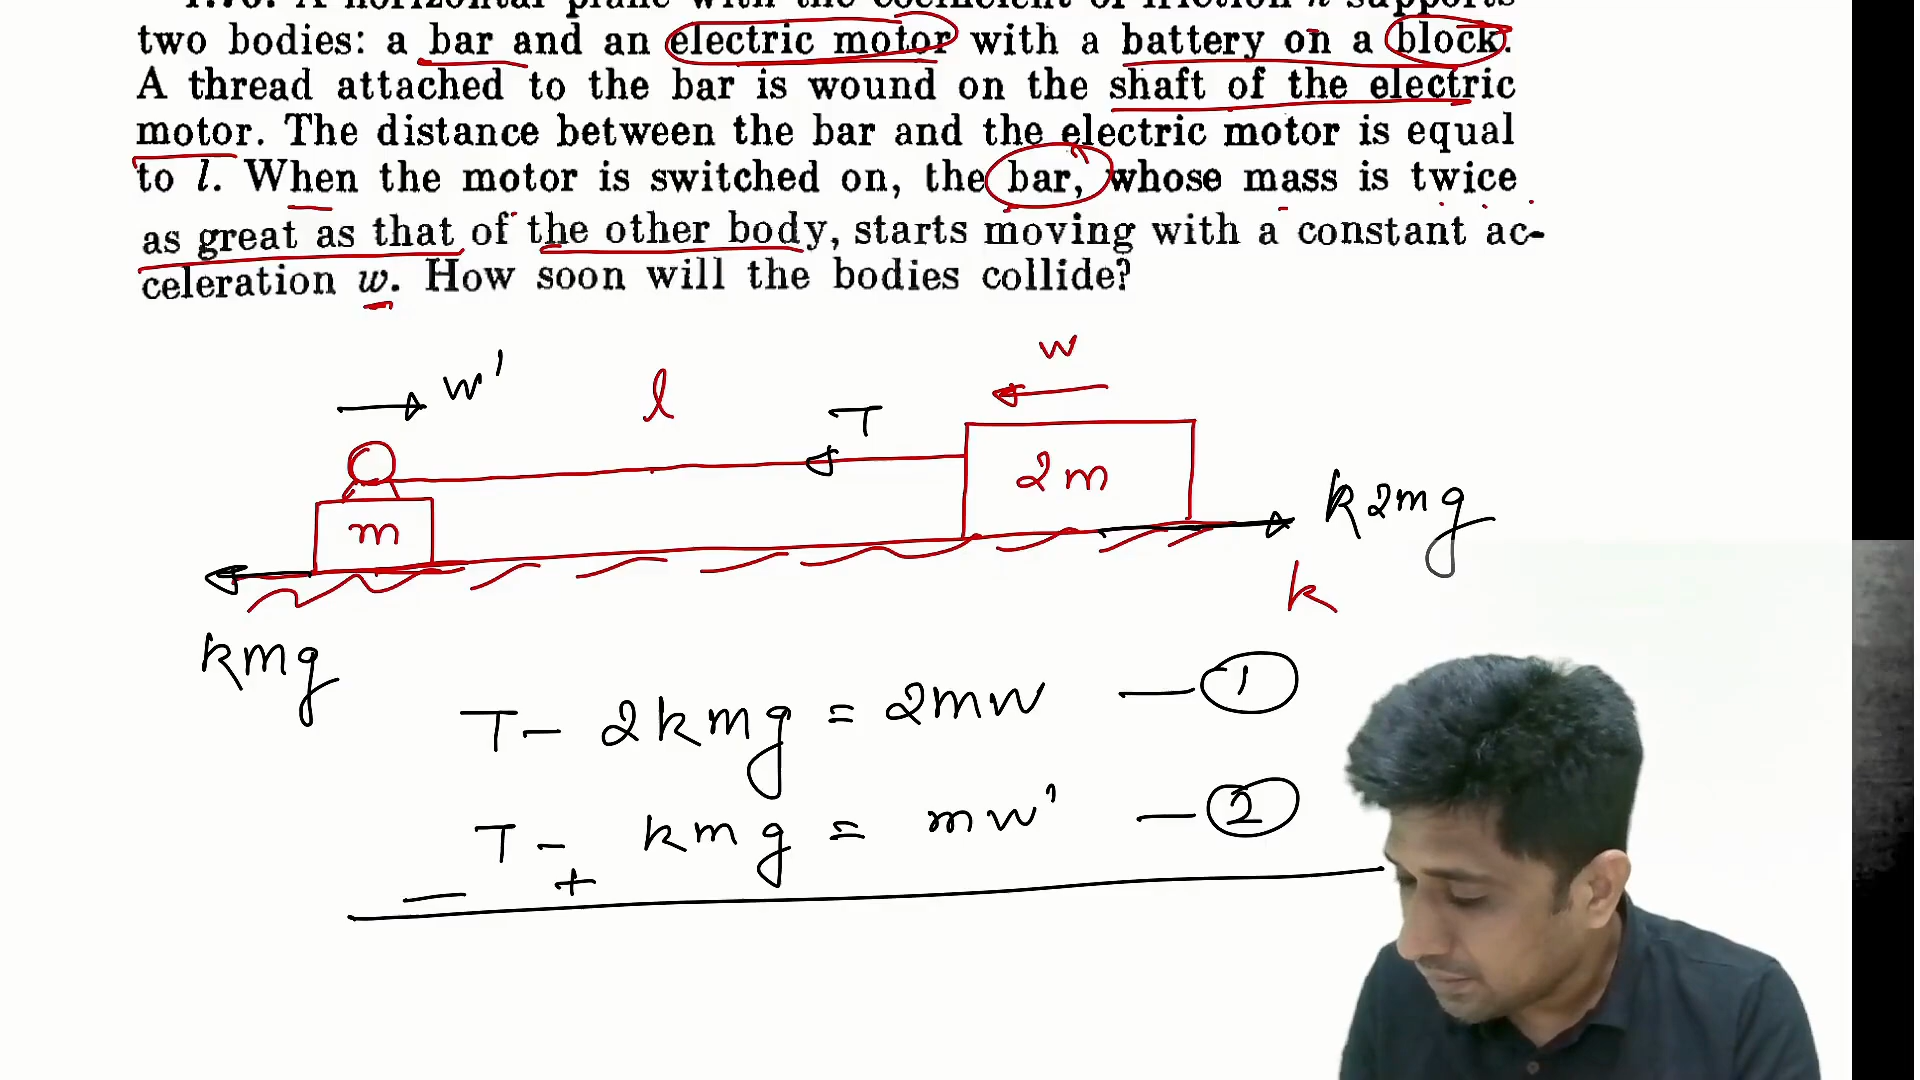 two bodies: a bar and an electric motor with a battery on a block.
A thread attached to the bar is wound on the shaft of the electric
motor. The distance between the bar and the electric motor is equal
to l. When the motor is switched on, the bar, whose mass is twice
as great as that of the other body, starts moving with a constant ac-
celeration w. How soon will the bodies collide?
w
w'
l
T
2m
m
k2mg
k
kmg
T - 2kmg = 2mw — 1
T - kmg = mw' — 2
— +